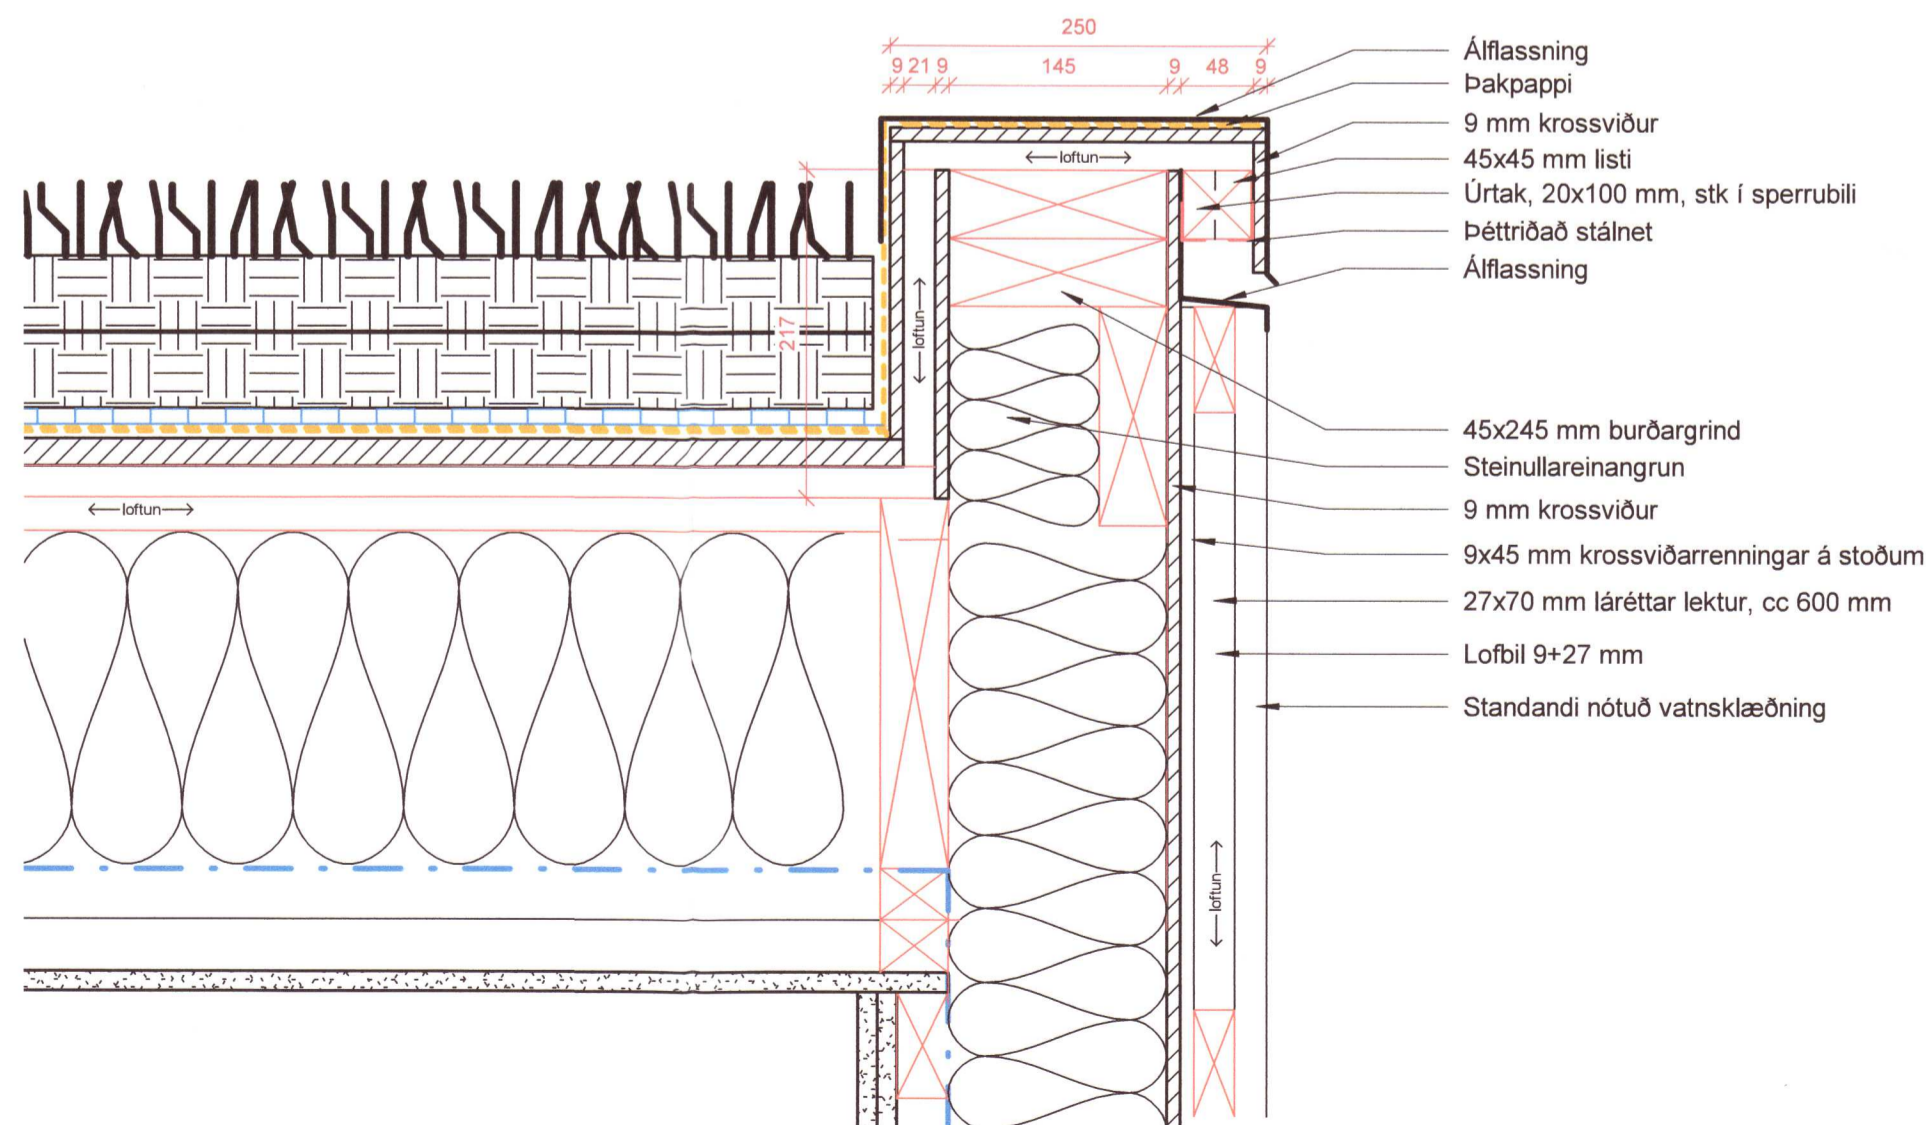 250
9 21 9 145 9 48 9
Álflassning
Þakpappi
9 mm krossviður
45x45 mm listi
Úrtak, 20x100 mm, stk í sperrubili
Þéttriðað stálnet
Álflassning
loftun
loftun
217
45x245 mm burðargrind
Steinullareinangrun
9 mm krossviður
loftun
9x45 mm krossviðarrenningar á stoðum
27x70 mm láréttar lektur, cc 600 mm
Lofbil 9+27 mm
Standandi nótuð vatnsklæðning
loftun